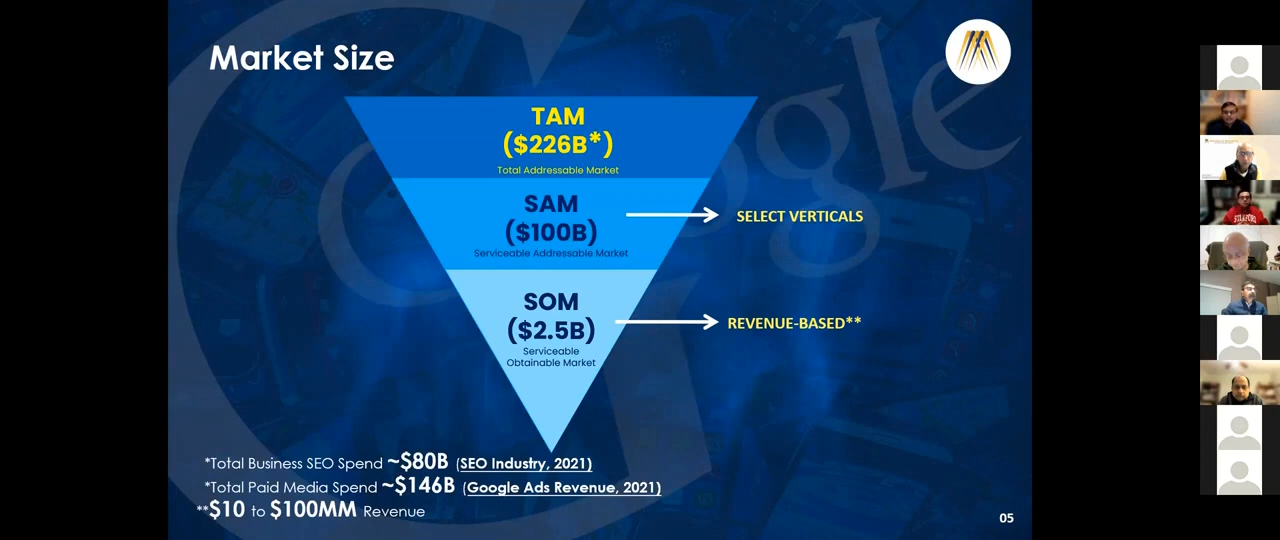 Market Size
Google
TAM
($226B*)
Total Addressable Market
SAM
($100B)
Serviceable Addressable Market
SELECT VERTICALS
SOM
($2.5B)
Serviceable
Obtainable Market
REVENUE-BASED**
*Total Business SEO Spend ~$80B (SEO Industry, 2021)
*Total Paid Media Spend ~$146B (Google Ads Revenue, 2021)
**$10 to $100MM Revenue
05